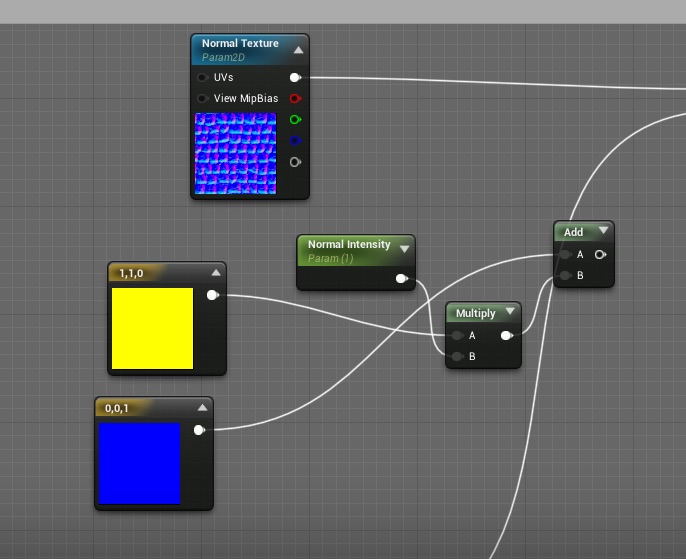 Normal Texture
Param2D
UVs
View MipBias
Normal Intensity
Param (1)
Add
A
B
1,1,0
Multiply
A
B
0,0,1